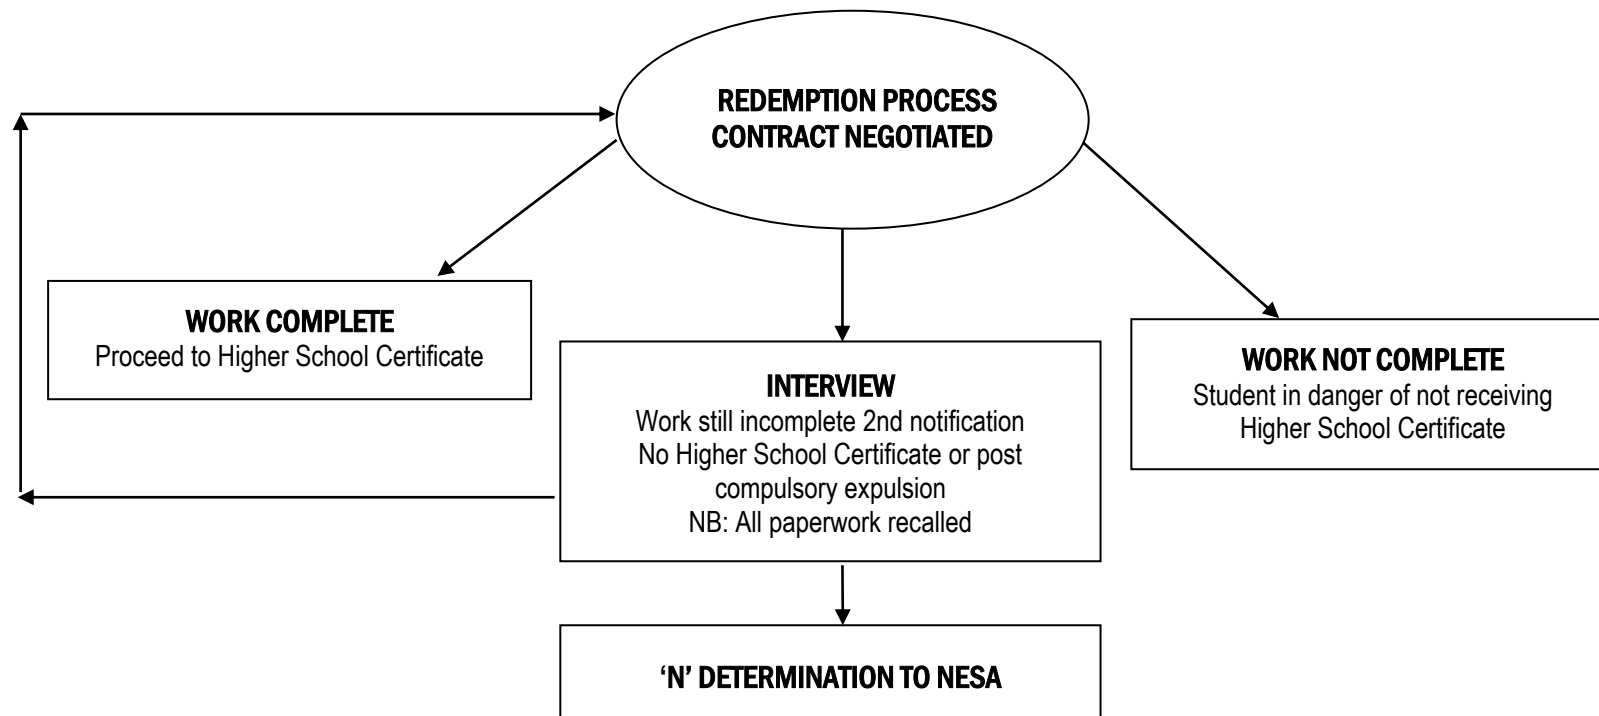 REDEMPTION PROCESS
CONTRACT NEGOTIATED
WORK COMPLETE
Proceed to Higher School Certificate
INTERVIEW
Work still incomplete 2nd notification
No Higher School Certificate or post
compulsory expulsion
NB: All paperwork recalled
WORK NOT COMPLETE
Student in danger of not receiving
Higher School Certificate
‘N’ DETERMINATION TO NESA